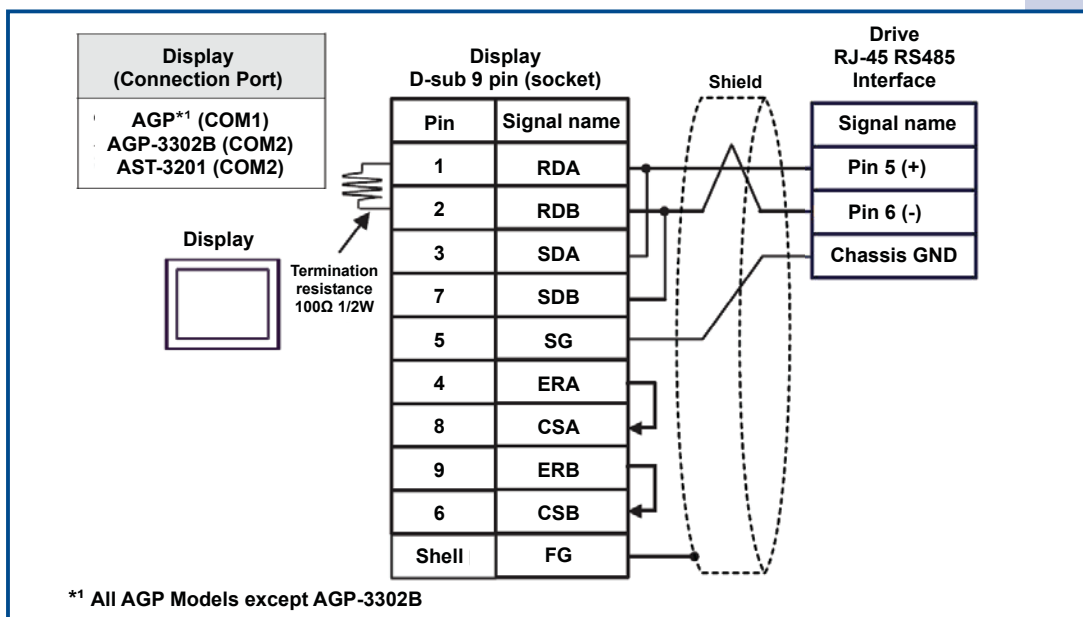 Display
(Connection Port)
AGP*1 (COM1)
AGP-3302B (COM2)
AST-3201 (COM2)
Display
Termination
resistance
100Ω 1/2W
Display
D-sub 9 pin (socket)
Pin Signal name
1 RDA
2 RDB
3 SDA
7 SDB
5 SG
4 ERA
8 CSA
9 ERB
6 CSB
Shell FG
Shield
Drive
RJ-45 RS485
Interface
Signal name
Pin 5 (+)
Pin 6 (-)
Chassis GND
*1 All AGP Models except AGP-3302B